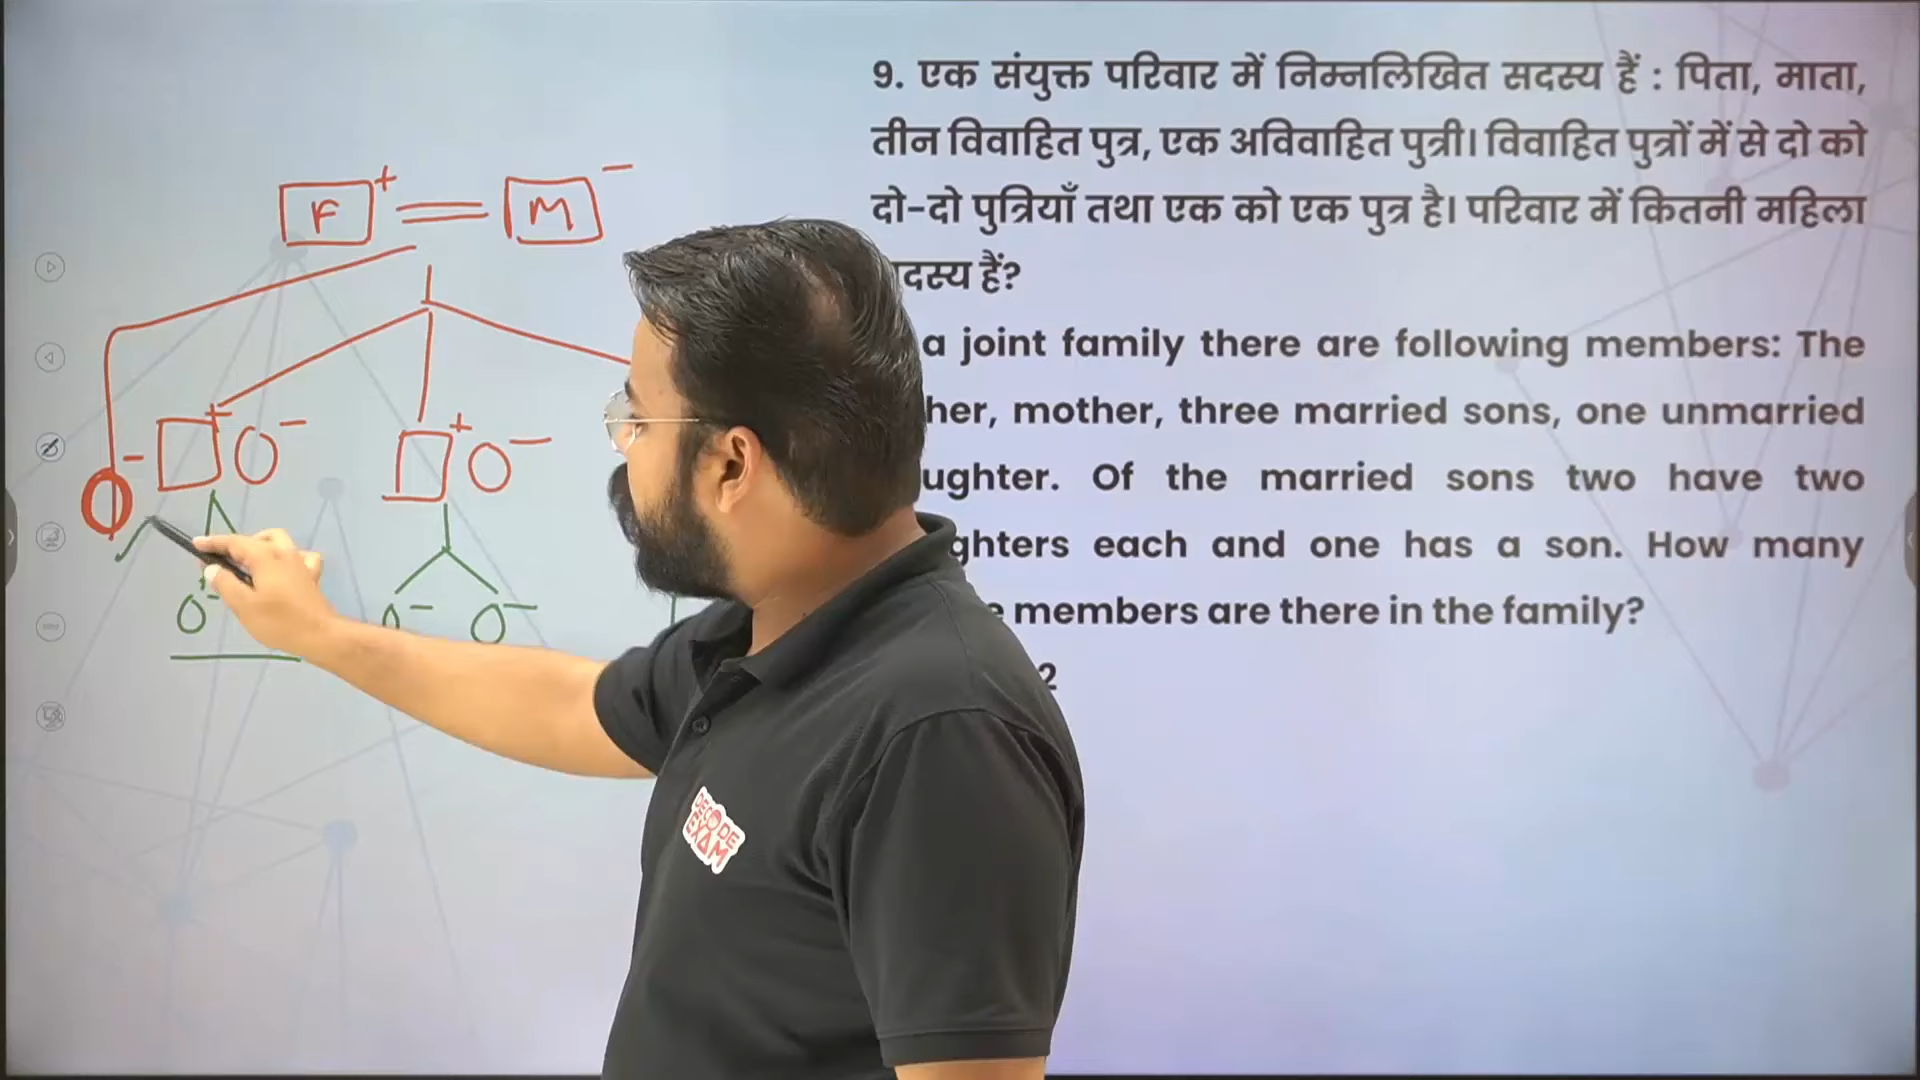 9. एक संयुक्त परिवार में निम्नलिखित सदस्य हैं : पिता, माता,
तीन विवाहित पुत्र, एक अविवाहित पुत्री। विवाहित पुत्रों में से दो को
दो-दो पुत्रियाँ तथा एक को एक पुत्र है। परिवार में कितनी महिला
दस्य हैं?
a joint family there are following members: The
her, mother, three married sons, one unmarried
ughter. Of the married sons two have two
ghters each and one has a son. How many
members are there in the family?
2
F + M -
+ - + -
-
- - -
DECODE
EXAM